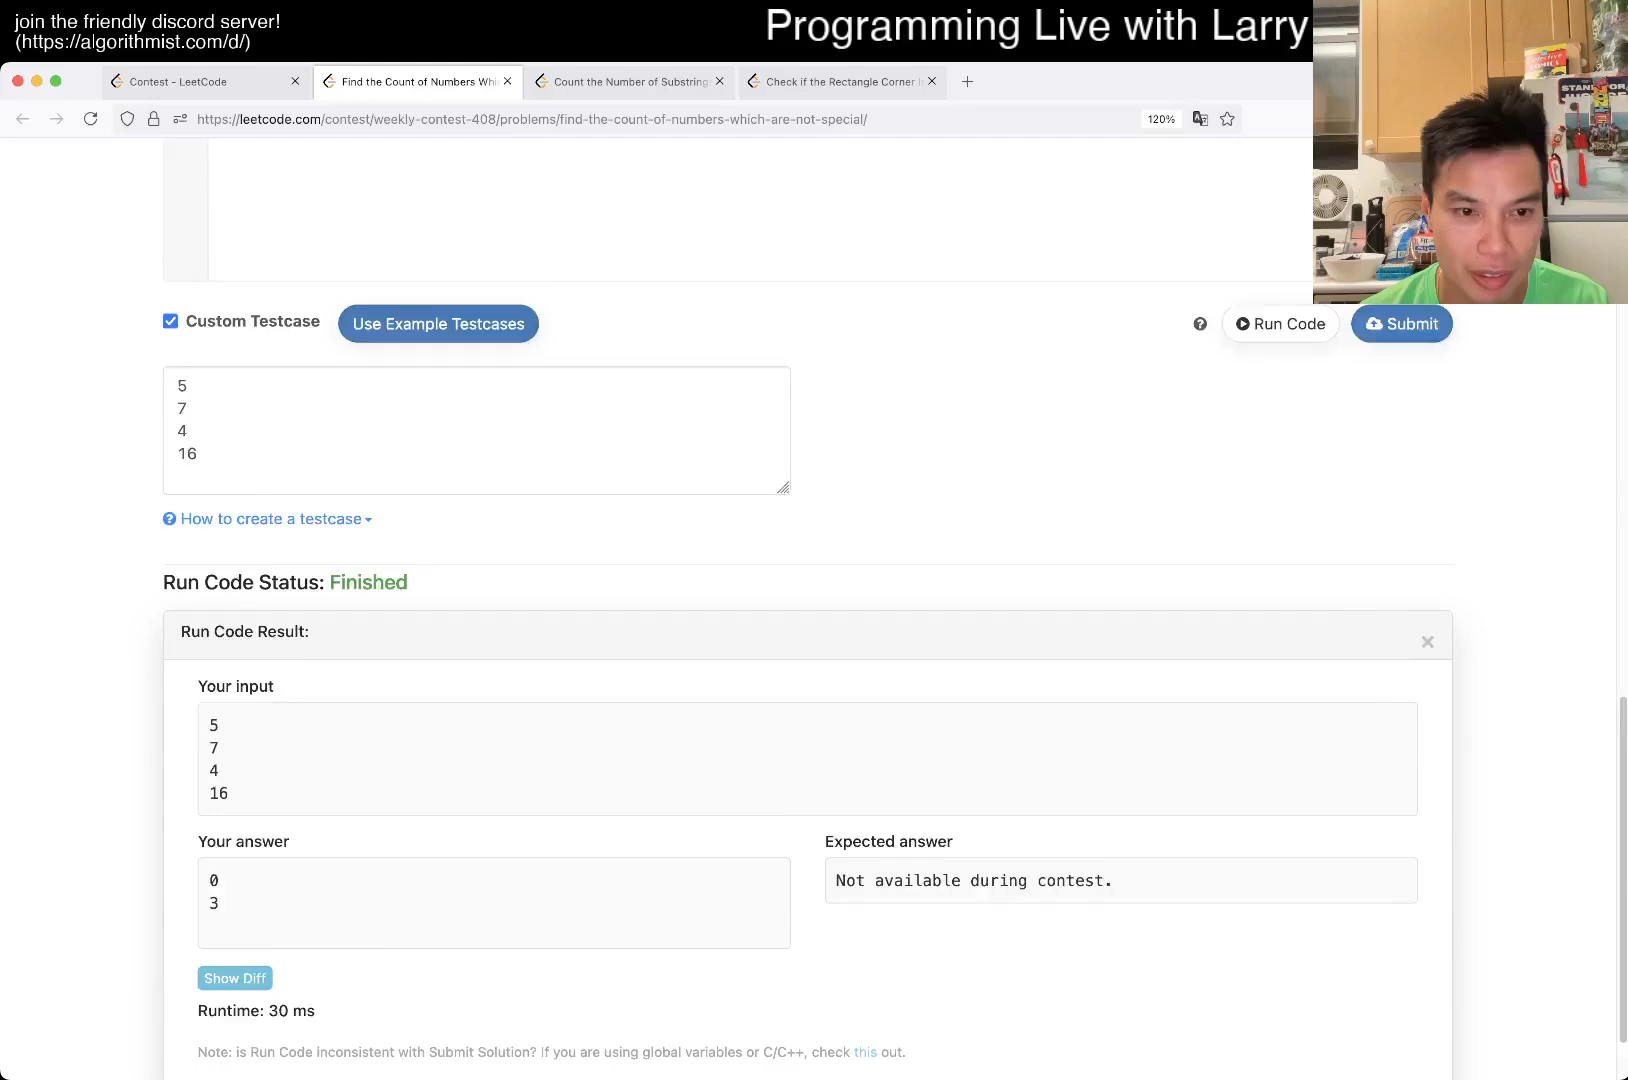 join the friendly discord server!
(https://algorithmist.com/d/)
Programming Live with Larry
Contest - LeetCode
Find the Count of Numbers Whi
Count the Number of Substring
Check if the Rectangle Corner I
https://leetcode.com/contest/weekly-contest-408/problems/find-the-count-of-numbers-which-are-not-special/
120%
Custom Testcase
Use Example Testcases
Run Code
Submit
5
7
4
16
How to create a testcase
Run Code Status: Finished
Run Code Result:
Your input
5
7
4
16
Your answer
Expected answer
0
3
Not available during contest.
Show Diff
Runtime: 30 ms
Note: is Run Code inconsistent with Submit Solution? If you are using global variables or C/C++, check this out.